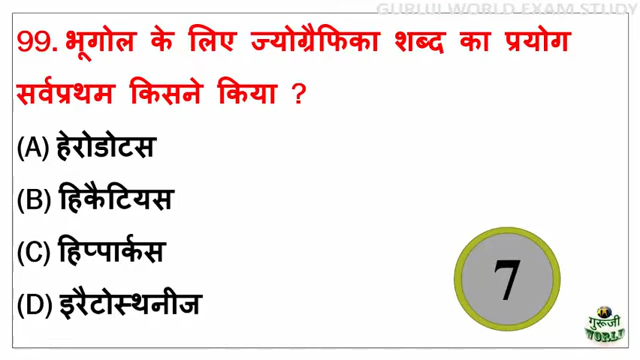 GURUJI WORLD EXAM STUDY
99. भूगोल के लिए ज्योग्रैफिका शब्द का प्रयोग
सर्वप्रथम किसने किया ?
(A) हेरोडोटस
(B) हिकैटियस
(C) हिप्पार्कस
(D) इरैटोस्थनीज
7
गुरूजी
WORLD